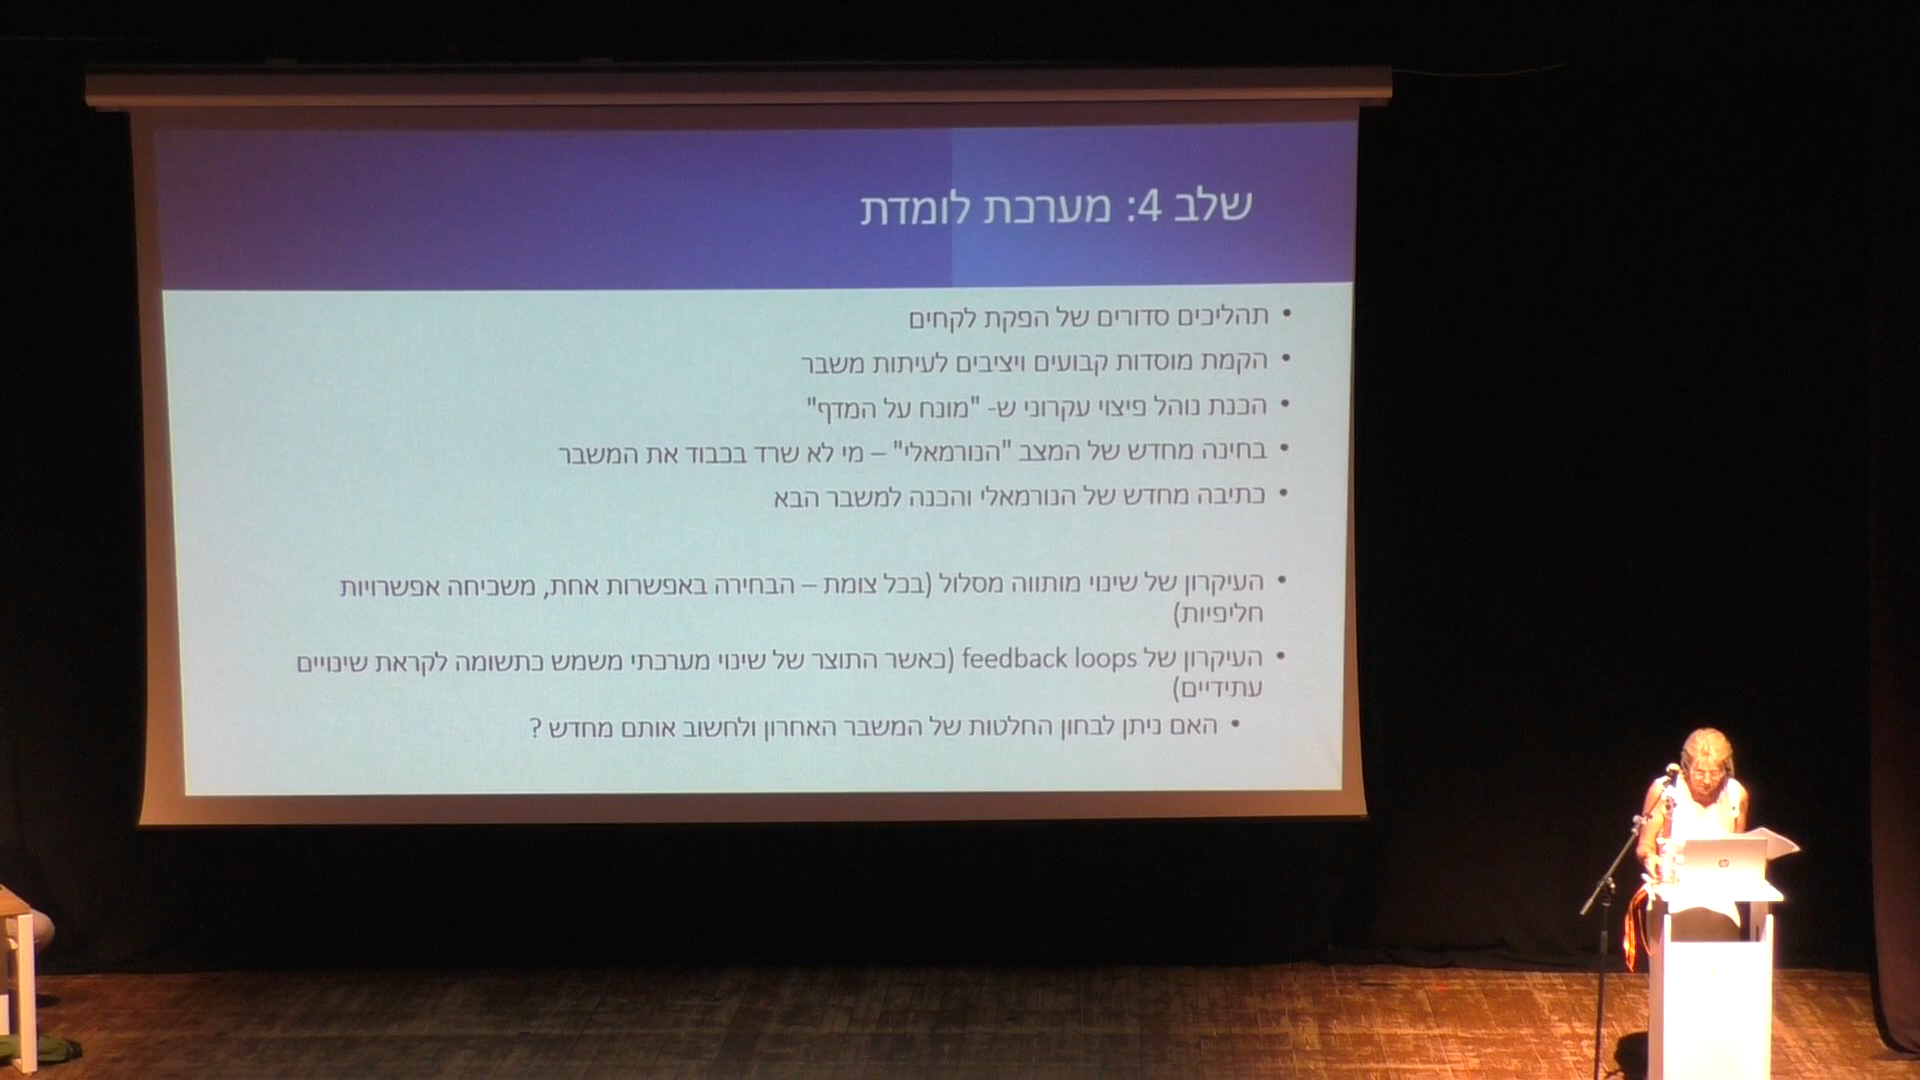 שלב 4: מערכת לומדת
• תהליכים סדורים של הפקת לקחים
• הקמת מוסדות קבועים ויציבים לעיתות משבר
• הכנת נוהל פיצוי עקרוני ש- "מונח על המדף"
• בחינה מחדש של המצב "הנורמאלי" – מי לא שרד בכבוד את המשבר
• כתיבה מחדש של הנורמאלי והכנה למשבר הבא
• העיקרון של שינוי מותווה מסלול (בכל צומת – הבחירה באפשרות אחת, משכיחה אפשרויות
חליפיות)
• העיקרון של feedback loops (כאשר התוצר של שינוי מערכתי משמש כתשומה לקראת שינויים
עתידיים)
• האם ניתן לבחון החלטות של המשבר האחרון ולחשוב אותם מחדש ?
hp